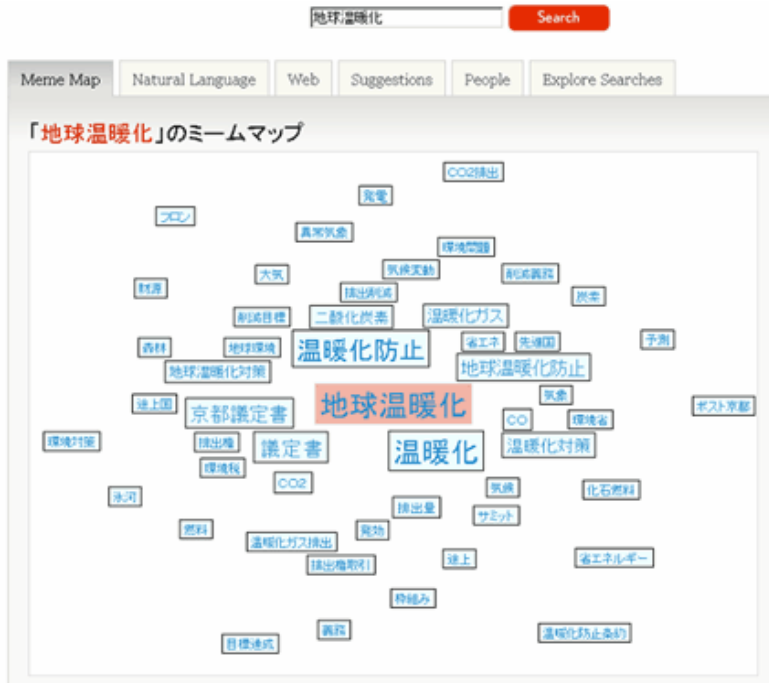 地球温暖化
Search
Meme Map
Natural Language
Web
Suggestions
People
Explore Searches
「地球温暖化」のミームマップ
CO2排出
発電
フロン
異常気象
環境問題
気候変動
大気
削減義務
財源
排出削減
炭素
削減目標
二酸化炭素
温暖化ガス
森林
地球環境
温暖化防止
省エネ
先進国
予測
地球温暖化対策
地球温暖化防止
気象
途上国
京都議定書
地球温暖化
ポスト京都
CO
環境省
環境対策
排出権
議定書
温暖化
温暖化対策
環境税
CO2
気候
化石燃料
氷河
排出量
サミット
燃料
発効
温暖化ガス排出
排出権取引
途上
省エネルギー
枠組み
義務
温暖化防止条約
目標達成